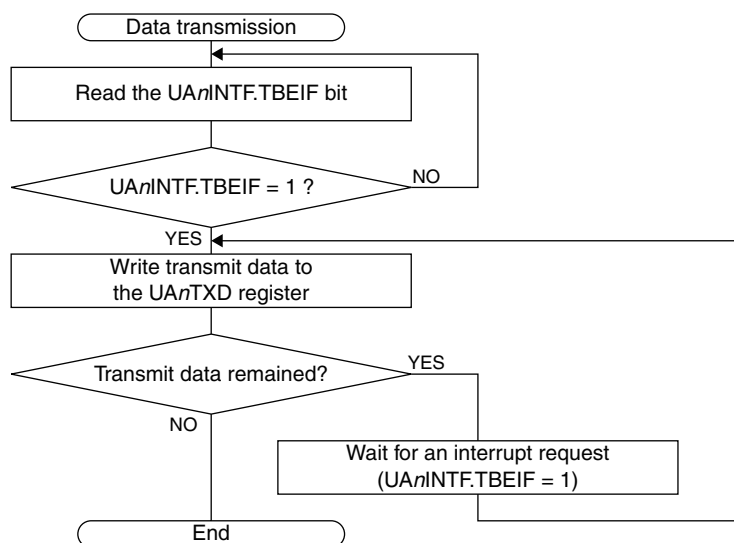 Data transmission
Read the UAnINTF.TBEIF bit
UAnINTF.TBEIF = 1 ?
NO
YES
Write transmit data to
the UAnTXD register
Transmit data remained?
YES
NO
Wait for an interrupt request
(UAnINTF.TBEIF = 1)
End